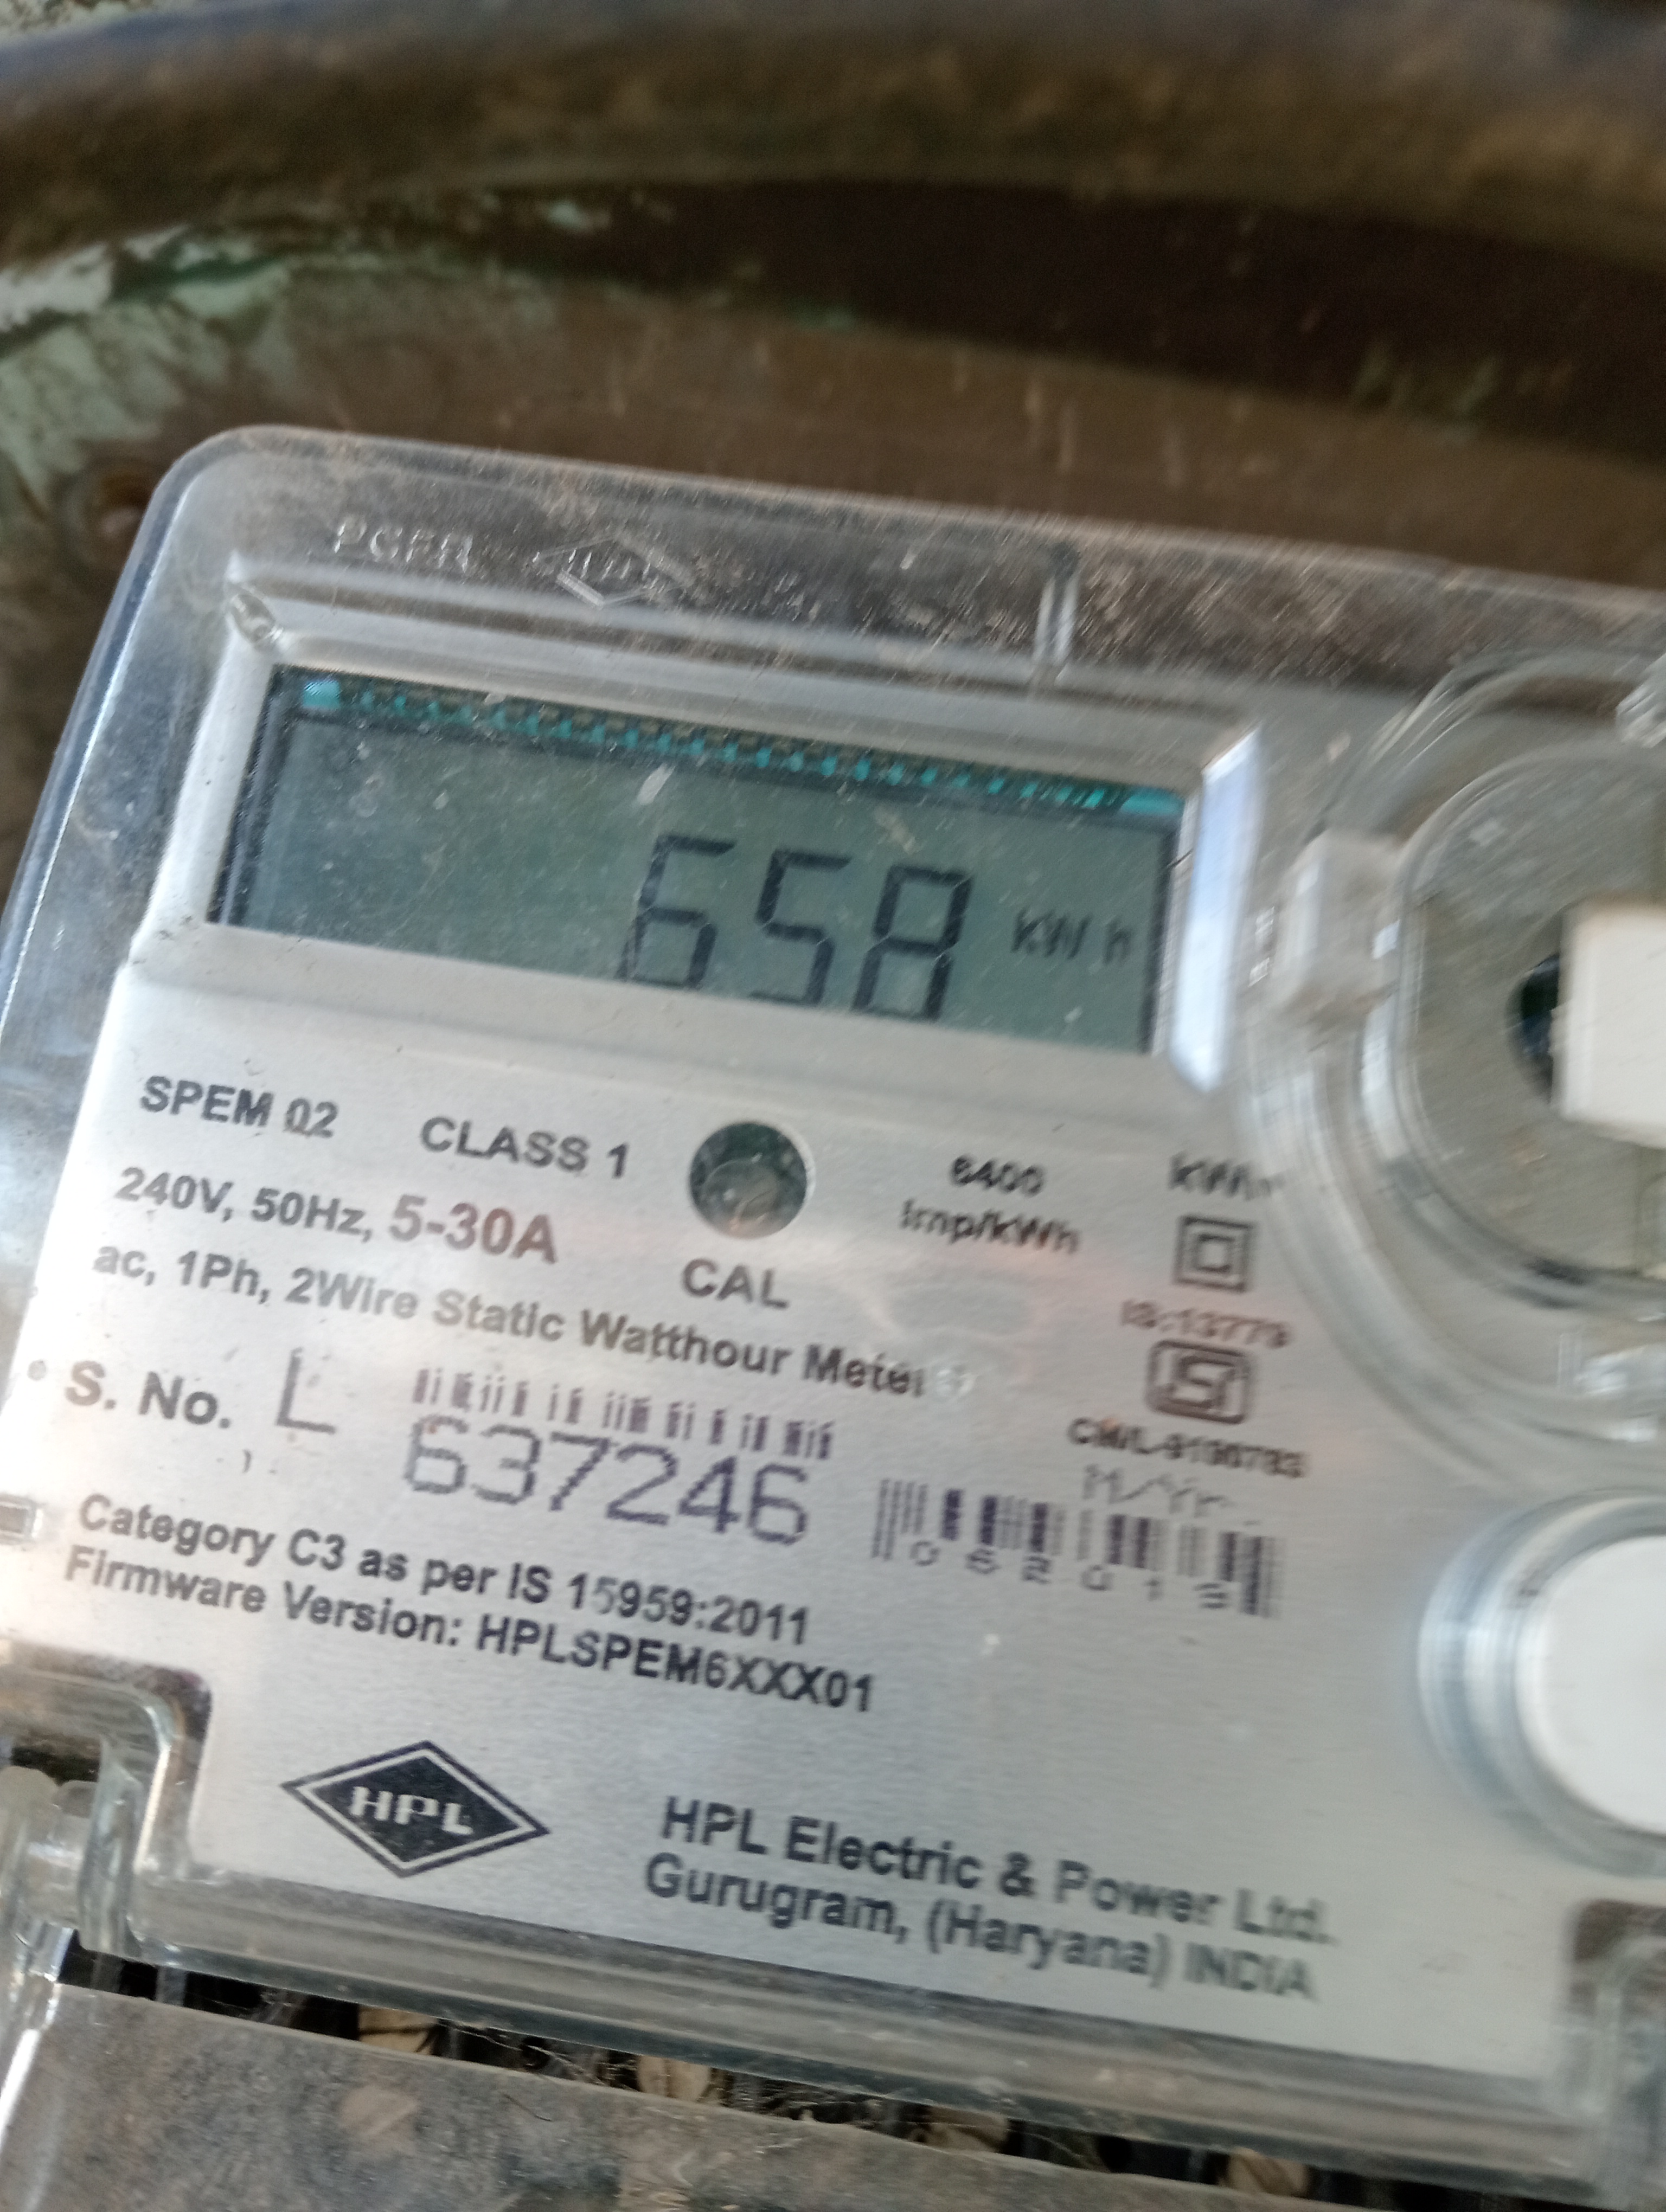 658 kWh
SPEM 02 CLASS 1
6400 kWh
240V, 50Hz, 5-30A
Imp/kWh
CAL
ac, 1Ph, 2Wire Static Watthour Meter
IS:13779
S. No. L 637246
Category C3 as per IS 15959:2011
Firmware Version: HPLSPEM6XXX01
HPL
HPL Electric & Power Ltd.
Gurugram, (Haryana) INDIA